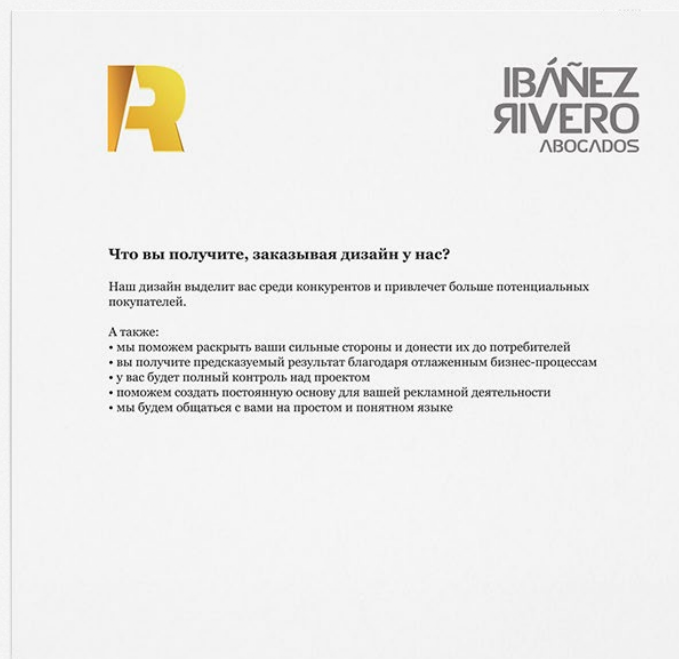 IBÁÑEZ
RIVERO
ABOGADOS
Что вы получите, заказывая дизайн у нас?
Наш дизайн выделит вас среди конкурентов и привлечет больше потенциальных
покупателей.
А также:
• мы поможем раскрыть ваши сильные стороны и донести их до потребителей
• вы получите предсказуемый результат благодаря отлаженным бизнес-процессам
• у вас будет полный контроль над проектом
• поможем создать постоянную основу для вашей рекламной деятельности
• мы будем общаться с вами на простом и понятном языке